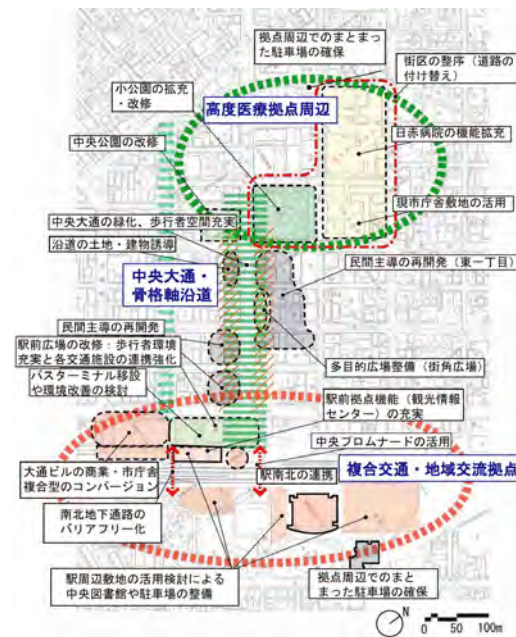 拠点周辺でのまとま
った駐車場の確保
街区の整序（道路の
付け替え）
小公園の拡充
・改修
高度医療拠点周辺
中央公園の改修
日赤病院の機能拡充
現市庁舎敷地の活用
中央大通の緑化、歩行者空間充実
沿道の土地・建物誘導
中央大通・
骨格軸沿道
民間主導の再開発（東一丁目）
民間主導の再開発
駅前広場の改修：歩行者環境
充実と各交通施設の連携強化
バスターミナル移設
や環境改善の検討
多目的広場整備（街角広場）
駅前拠点機能（観光情報
センター）の充実
中央プロムナードの活用
大通ビルの商業・市庁舎
複合型のコンバージョン
駅南北の連携
複合交通・地域交流拠点
南北地下通路の
バリアフリー化
駅周辺敷地の活用検討による
中央図書館や駐車場の整備
拠点周辺でのまと
まった駐車場の確保
N
0 50 100m